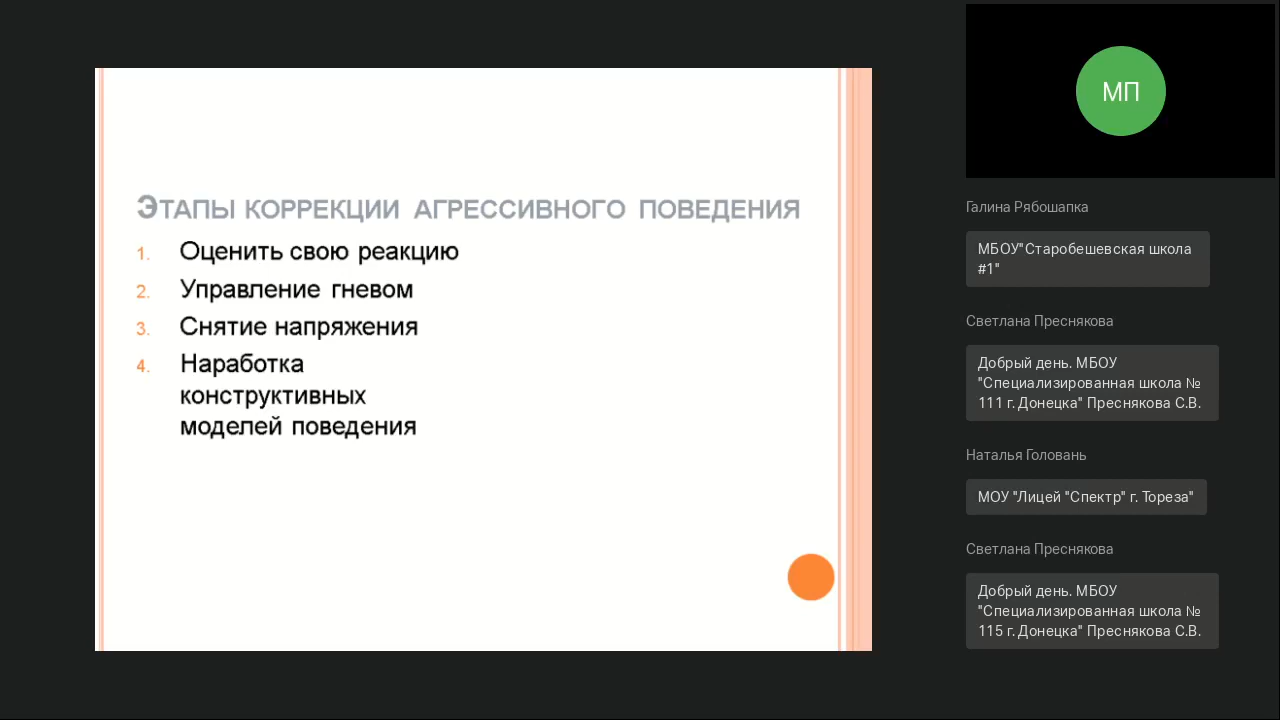 Этапы коррекции агрессивного поведения
1. Оценить свою реакцию
2. Управление гневом
3. Снятие напряжения
4. Наработка
конструктивных
моделей поведения
МП
Галина Рябошапка
МБОУ"Старобешевская школа
#1"
Светлана Преснякова
Добрый день. МБОУ
"Специализированная школа №
111 г. Донецка" Преснякова С.В.
Наталья Головань
МОУ "Лицей "Спектр" г. Тореза"
Светлана Преснякова
Добрый день. МБОУ
"Специализированная школа №
115 г. Донецка" Преснякова С.В.